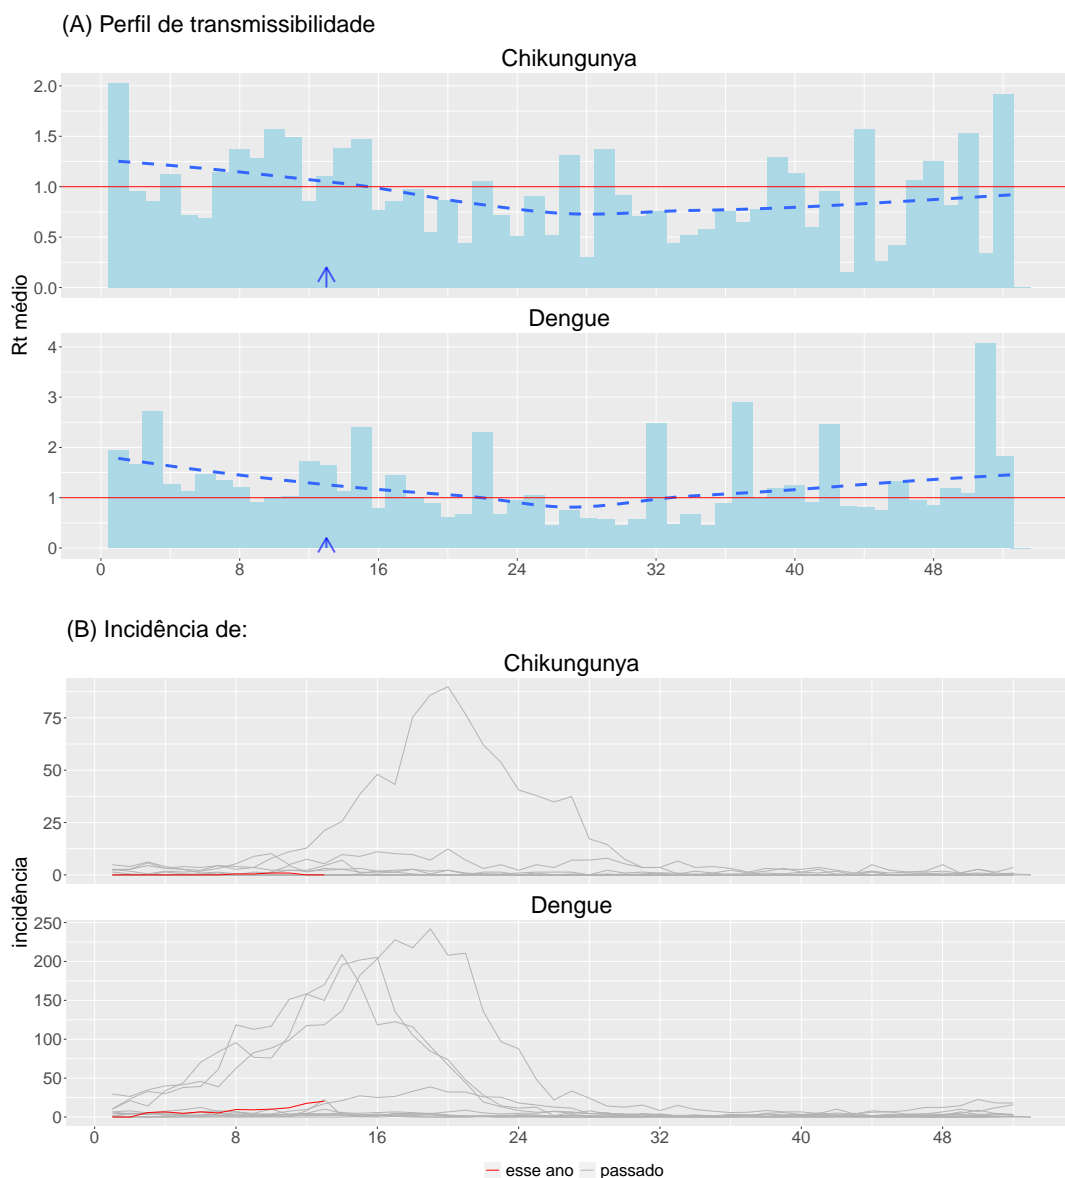 (A) Perfil de transmissibilidade
Chikungunya
2.0
1.5
1.0
0.5
0.0
Rt médio
Dengue
4
3
2
1
0
0 8 16 24 32 40 48
(B) Incidência de:
Chikungunya
75
50
25
0
incidência
Dengue
250
200
150
100
50
0
0 8 16 24 32 40 48
esse ano passado